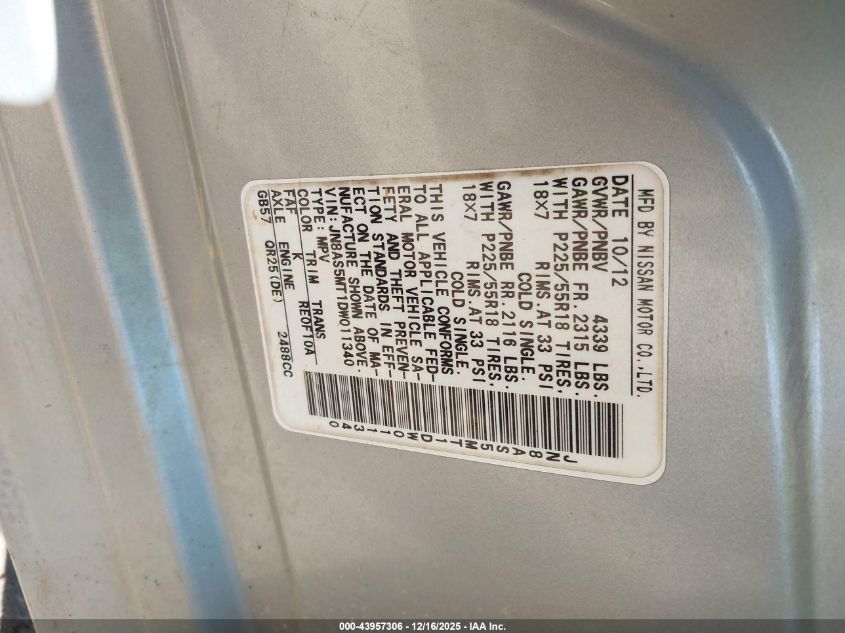 MFD BY NISSAN MOTOR CO.,LTD.
DATE 10/12
GVWR/PNBV 4339 LBS.
GAWR/PNBE FR. 2315 LBS.
WITH P225/55R18 TIRES,
18X7 RIMS.AT 33 PSI
COLD SINGLE.
GAWR/PNBE RR. 2116 LBS.
WITH P225/55R18 TIRES,
18X7 RIMS.AT 33 PSI
COLD SINGLE.
THIS VEHICLE CONFORMS
TO ALL APPLICABLE FED-
ERAL MOTOR VEHICLE SA-
FETY AND THEFT PREVEN-
TION STANDARDS IN EFF-
ECT ON THE DATE OF MA-
NUFACTURE SHOWN ABOVE.
VIN: JN8AS5MT1DW011340
TYPE: MPV
COLOR TRIM TRANS
FAF K RE0F10A
AXLE ENGINE
GB57 QR25(DE) 2488CC
JN8AS5MT1DW011340
000-43957306 - 12/16/2025 - IAA Inc.